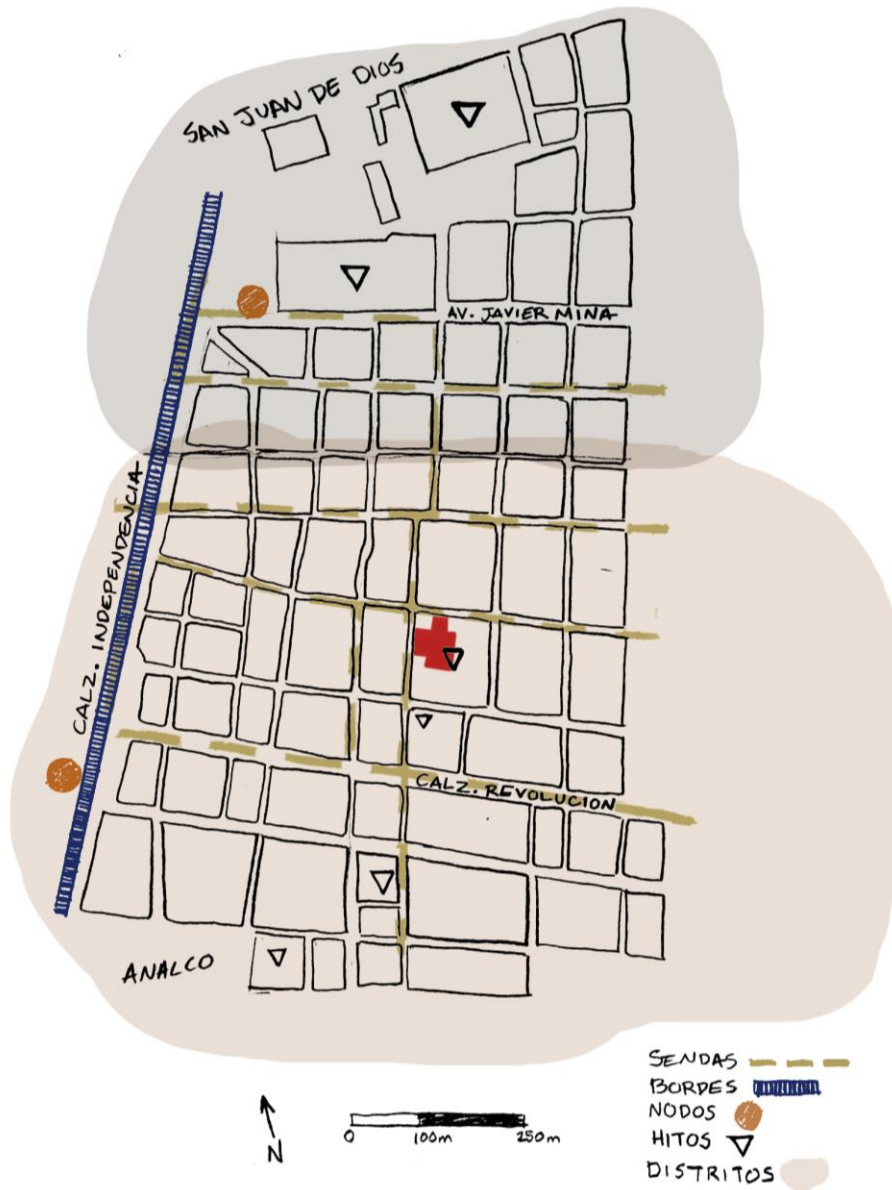 SAN JUAN DE DIOS
AV. JAVIER MINA
CALZ. INDEPENDENCIA
CALZ. REVOLUCION
ANALCO
N
0 100m 250m
SENDAS
BORDES
NODOS
HITOS
DISTRITOS